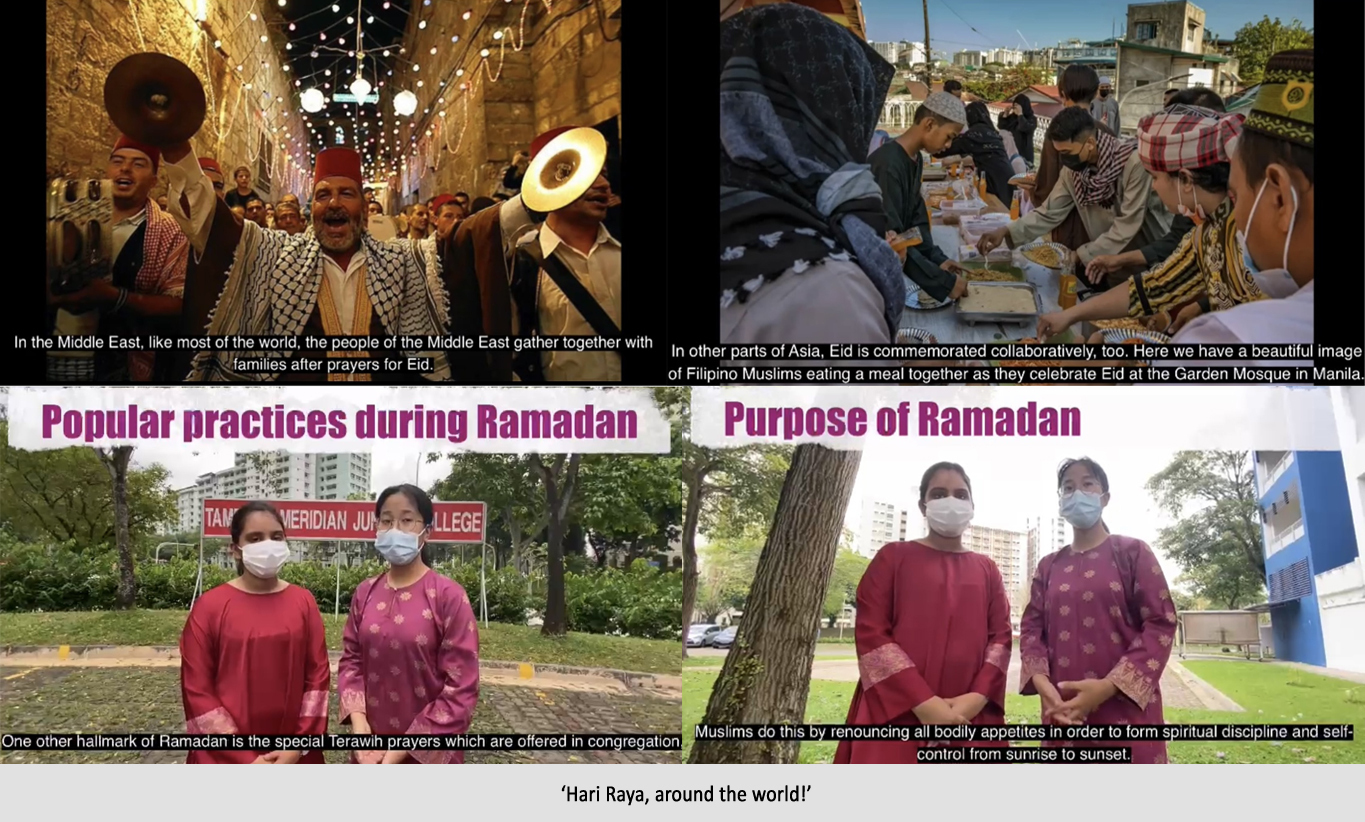 In the Middle East, like most of the world, the people of the Middle East gather together with
families after prayers for Eid.
In other parts of Asia, Eid is commemorated collaboratively, too. Here we have a beautiful image
of Filipino Muslims eating a meal together as they celebrate Eid at the Garden Mosque in Manila.
Popular practices during Ramadan
TAM MERIDIAN JU LLEGE
One other hallmark of Ramadan is the special Terawih prayers which are offered in congregation.
Purpose of Ramadan
Muslims do this by renouncing all bodily appetites in order to form spiritual discipline and self-
control from sunrise to sunset.
‘Hari Raya, around the world!’